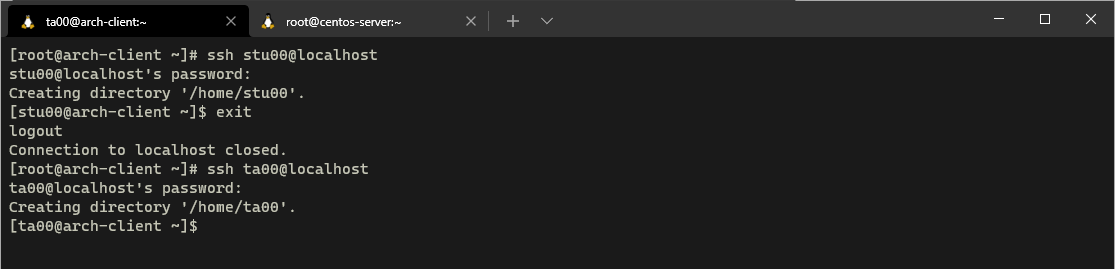 ta00@arch-client:~
root@centos-server:~
[root@arch-client ~]# ssh stu00@localhost
stu00@localhost's password:
Creating directory '/home/stu00'.
[stu00@arch-client ~]$ exit
logout
Connection to localhost closed.
[root@arch-client ~]# ssh ta00@localhost
ta00@localhost's password:
Creating directory '/home/ta00'.
[ta00@arch-client ~]$